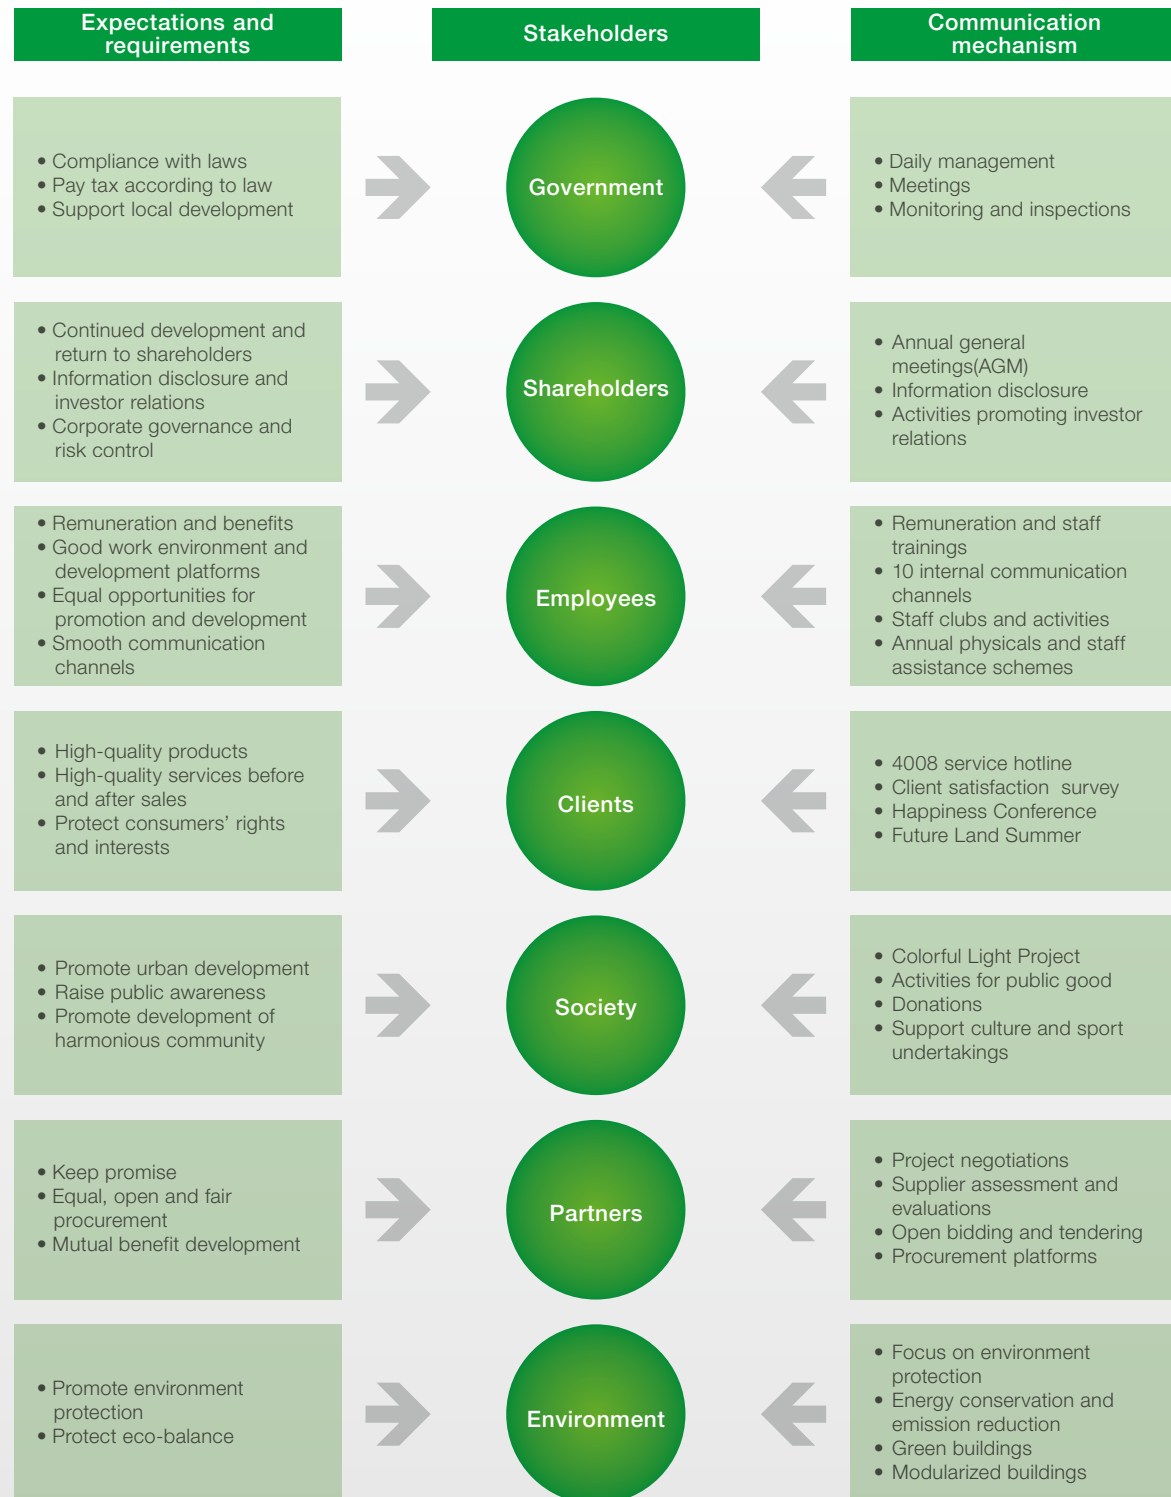 Expectations and
requirements
Stakeholders
Communication
mechanism
• Compliance with laws
• Pay tax according to law
• Support local development
Government
• Daily management
• Meetings
• Monitoring and inspections
• Continued development and
return to shareholders
• Information disclosure and
investor relations
• Corporate governance and
risk control
Shareholders
• Annual general
meetings(AGM)
• Information disclosure
• Activities promoting investor
relations
• Remuneration and benefits
• Good work environment and
development platforms
• Equal opportunities for
promotion and development
• Smooth communication
channels
Employees
• Remuneration and staff
trainings
• 10 internal communication
channels
• Staff clubs and activities
• Annual physicals and staff
assistance schemes
• High-quality products
• High-quality services before
and after sales
• Protect consumers’ rights
and interests
Clients
• 4008 service hotline
• Client satisfaction survey
• Happiness Conference
• Future Land Summer
• Promote urban development
• Raise public awareness
• Promote development of
harmonious community
Society
• Colorful Light Project
• Activities for public good
• Donations
• Support culture and sport
undertakings
• Keep promise
• Equal, open and fair
procurement
• Mutual benefit development
Partners
• Project negotiations
• Supplier assessment and
evaluations
• Open bidding and tendering
• Procurement platforms
• Promote environment
protection
• Protect eco-balance
Environment
• Focus on environment
protection
• Energy conservation and
emission reduction
• Green buildings
• Modularized buildings